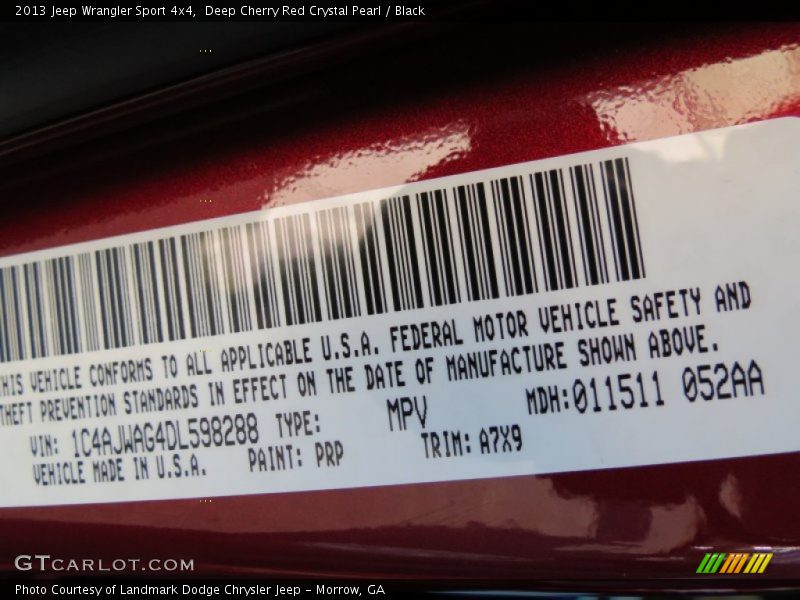 2013 Jeep Wrangler Sport 4x4,  Deep Cherry Red Crystal Pearl / Black
THIS VEHICLE CONFORMS TO ALL APPLICABLE U.S.A. FEDERAL MOTOR VEHICLE SAFETY AND
THEFT PREVENTION STANDARDS IN EFFECT ON THE DATE OF MANUFACTURE SHOWN ABOVE.
VIN: 1C4AJWAG4DL598288 TYPE: MPV MDH:011511 052AA
VEHICLE MADE IN U.S.A. PAINT: PRP TRIM: A7X9
GTCARLOT.COM
Photo Courtesy of Landmark Dodge Chrysler Jeep – Morrow, GA